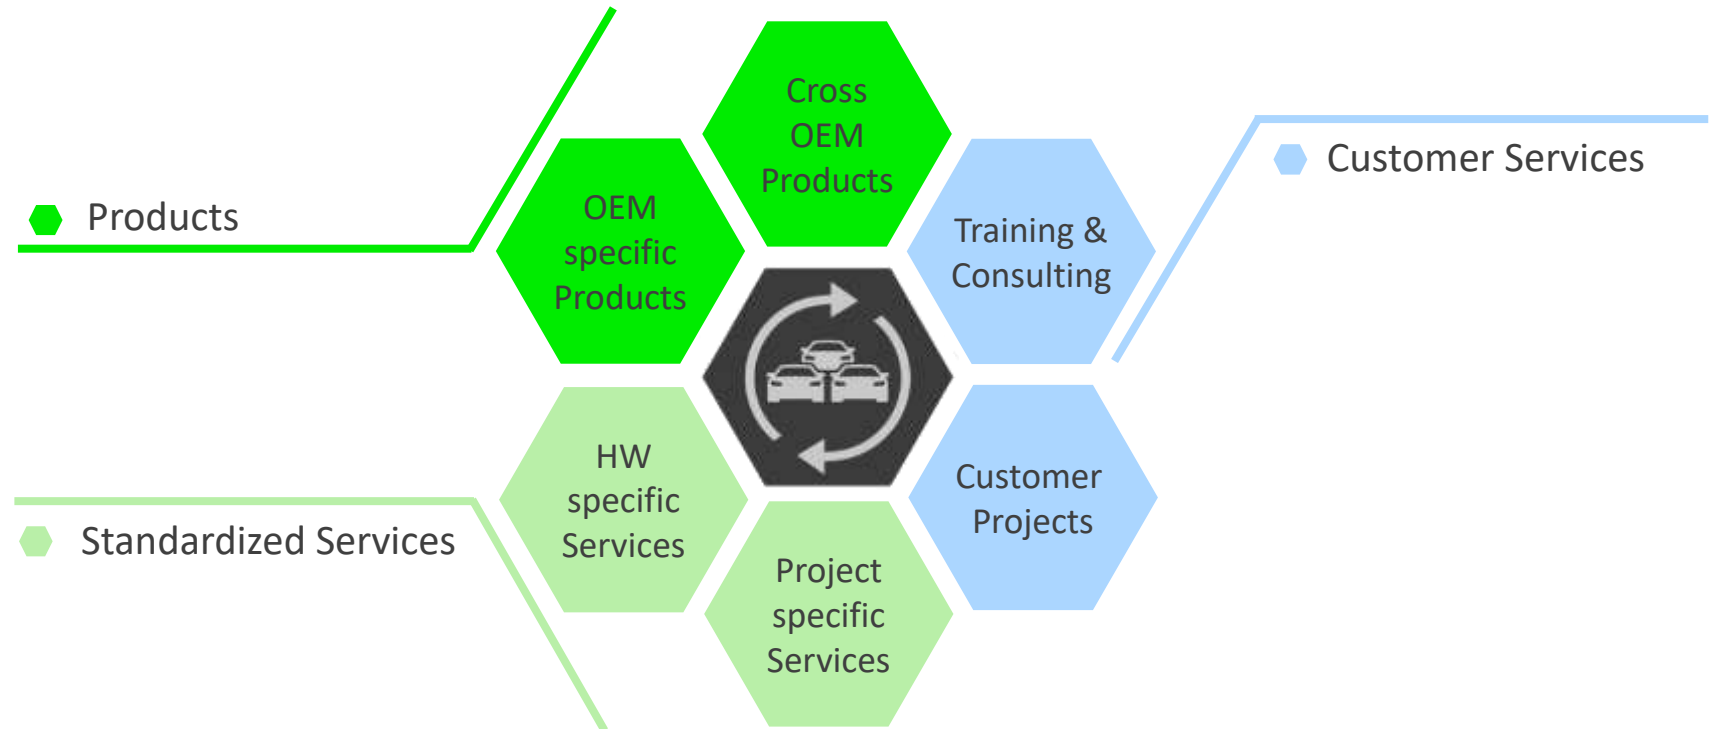 Cross
OEM
Products
Products
OEM
specific
Products
Training &
Consulting
Customer Services
HW
specific
Services
Standardized Services
Project
specific
Services
Customer
Projects